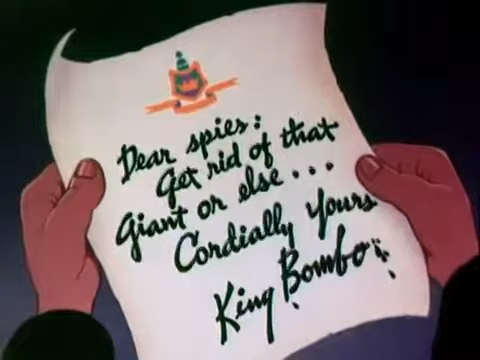 Dear spies:
Get rid of that
Giant or else...
Cordially yours
King Bombo